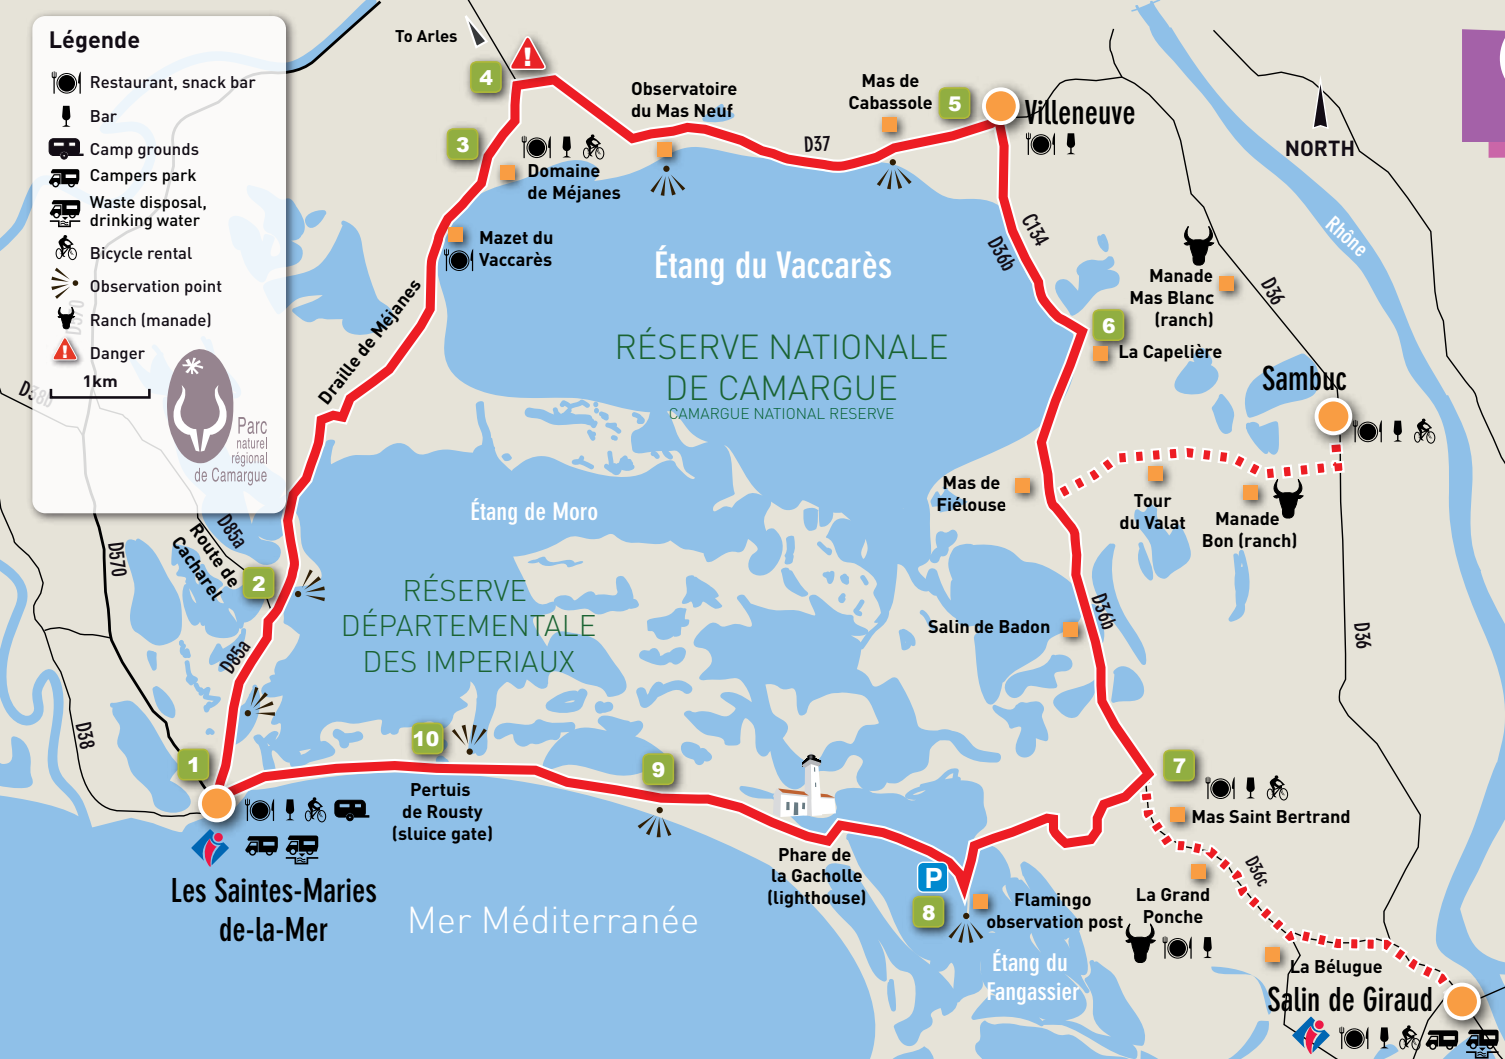 Légende
Restaurant, snack bar
Bar
Camp grounds
Campers park
Waste disposal,
drinking water
Bicycle rental
Observation point
Ranch (manade)
Danger
1km
Parc
naturel
régional
de Camargue
To Arles
4
!
3
Observatoire
du Mas Neuf
Mas de
Cabassole
5
Villeneuve
D37
NORTH
Domaine
de Méjanes
Mazet du
Vaccarès
Étang du Vaccarès
C134
D36b
Rhône
Manade
Mas Blanc
(ranch)
D36
6
La Capelière
RÉSERVE NATIONALE
DE CAMARGUE
CAMARGUE NATIONAL RESERVE
Draille de Méjanes
D38b
Sambuc
Mas de
Fiélouse
Tour
du Valat
Manade
Bon (ranch)
Étang de Moro
D85a
Route de
Cacharel
D570
D570
2
RÉSERVE
DÉPARTEMENTALE
DES IMPERIAUX
Salin de Badon
D36b
D36
D85a
D38
1
10
9
7
Pertuis
de Rousty
(sluice gate)
Mas Saint Bertrand
Phare de
la Gacholle
(lighthouse)
P
8
Flamingo
observation post
La Grand
Ponche
D36c
Les Saintes-Maries
de-la-Mer
Mer Méditerranée
Étang du
Fangassier
La Bélugue
Salin de Giraud